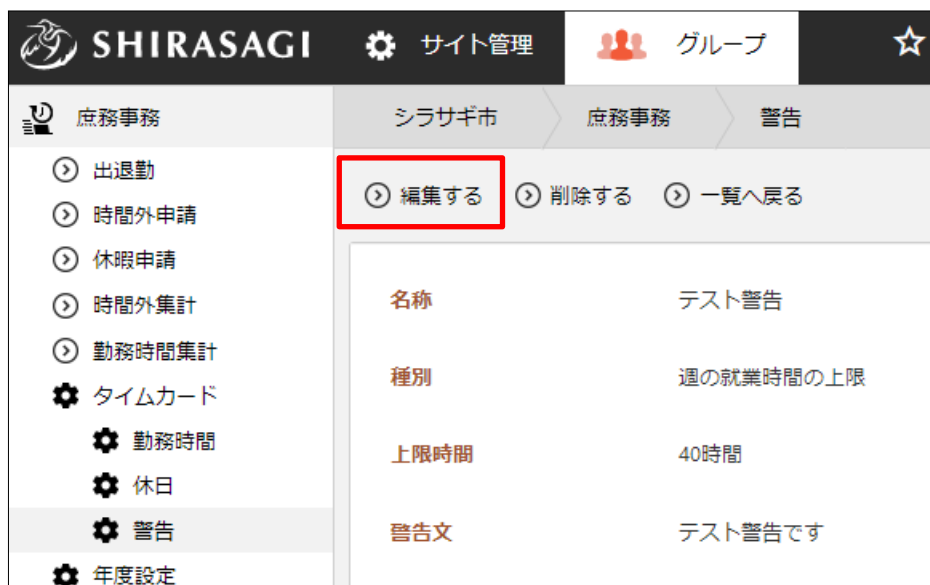 SHIRASAGI サイト管理 グループ
庶務事務
シラサギ市 庶務事務 警告
出退勤
時間外申請
休暇申請
時間外集計
勤務時間集計
タイムカード
勤務時間
休日
警告
年度設定
編集する 削除する 一覧へ戻る
名称 テスト警告
種別 週の就業時間の上限
上限時間 40時間
警告文 テスト警告です